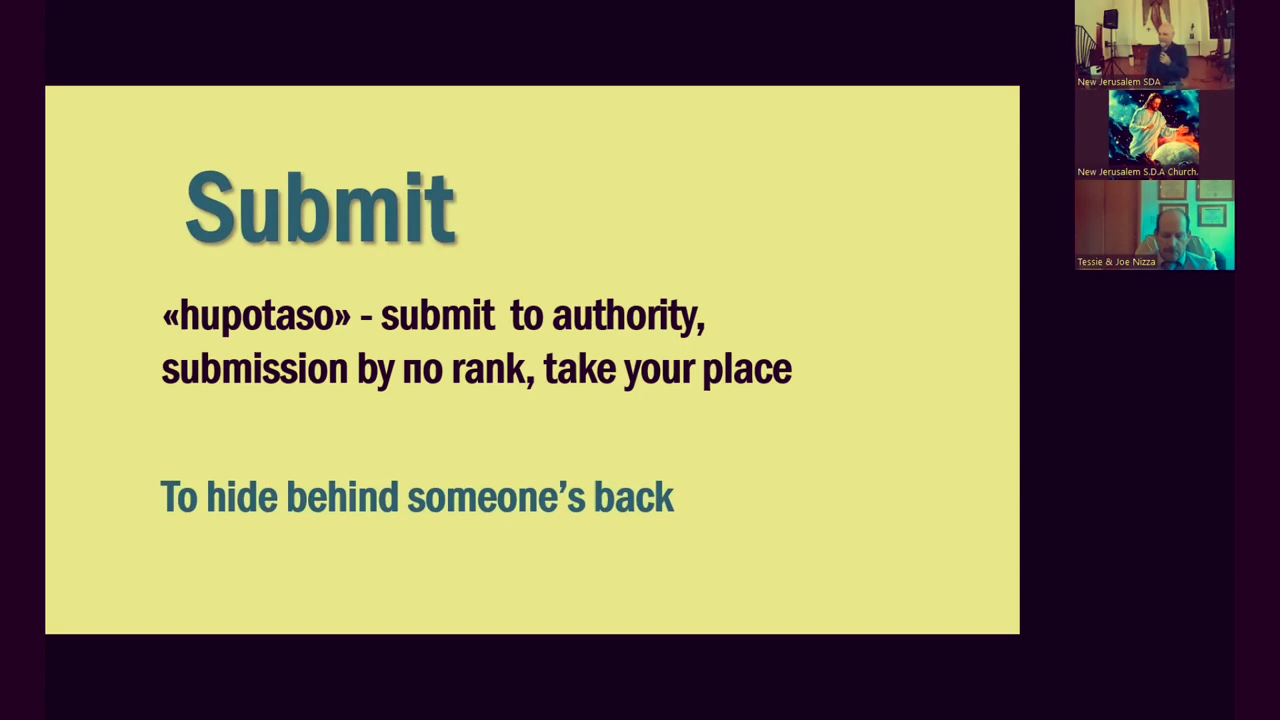 Submit
«hupotaso» - submit to authority,
submission by по rank, take your place
To hide behind someone’s back
New Jerusalem SDA
New Jerusalem S.D.A Church.
Tessie & Joe Nizza